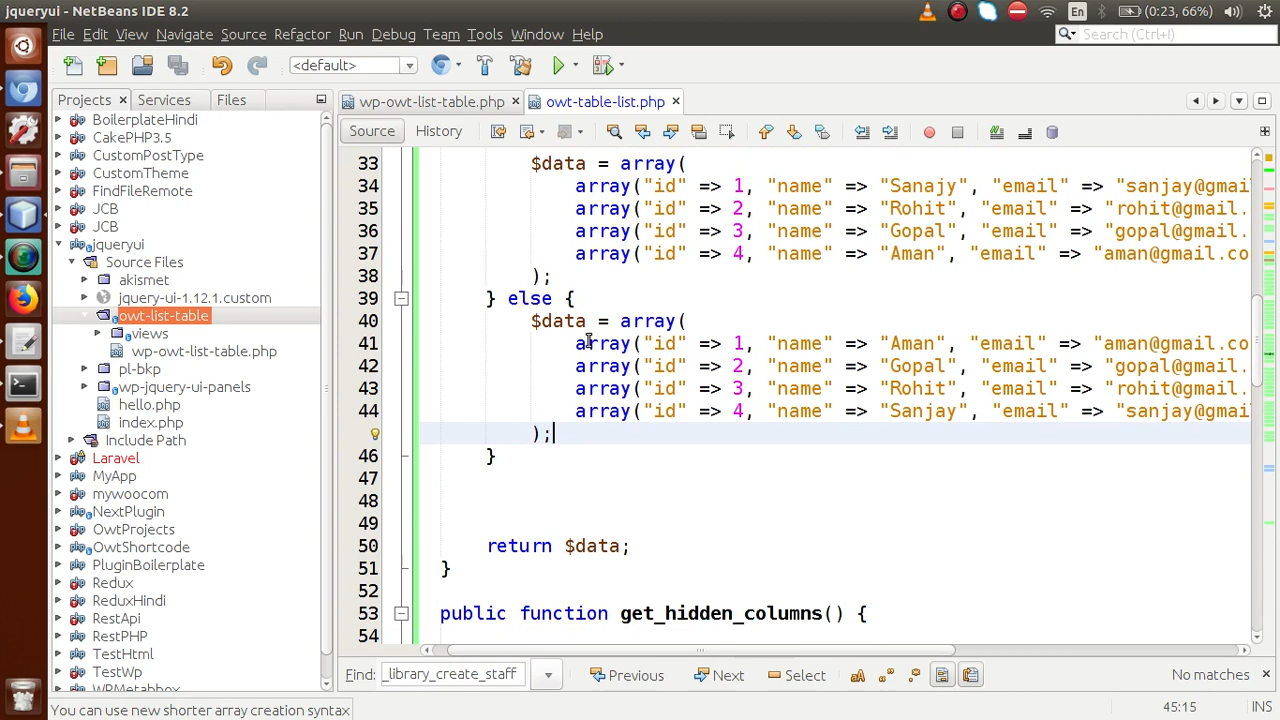 jqueryui - NetBeans IDE 8.2
En
(0:23, 66%)
File Edit View Navigate Source Refactor Run Debug Team Tools Window Help
Search (Ctrl+I)
<default>
Projects Services Files
wp-owt-list-table.php owt-table-list.php
Source History
BoilerplateHindi
CakePHP3.5
CustomPostType
CustomTheme
FindFileRemote
JCB
JCB
jqueryui
Source Files
akismet
jquery-ui-1.12.1.custom
owt-list-table
views
wp-owt-list-table.php
pl-bkp
wp-jquery-ui-panels
hello.php
index.php
Include Path
Laravel
MyApp
mywoocom
NextPlugin
OwtProjects
OwtShortcode
PluginBoilerplate
Redux
ReduxHindi
RestApi
RestPHP
TestHtml
TestWp
WPMetabbox
33 $data = array(
34 array("id" => 1, "name" => "Sanajy", "email" => "sanjay@gmai
35 array("id" => 2, "name" => "Rohit", "email" => "rohit@gmail.
36 array("id" => 3, "name" => "Gopal", "email" => "gopal@gmail.
37 array("id" => 4, "name" => "Aman", "email" => "aman@gmail.co
38 );
39 } else {
40 $data = array(
41 array("id" => 1, "name" => "Aman", "email" => "aman@gmail.co
42 array("id" => 2, "name" => "Gopal", "email" => "gopal@gmail.
43 array("id" => 3, "name" => "Rohit", "email" => "rohit@gmail.
44 array("id" => 4, "name" => "Sanjay", "email" => "sanjay@gmai
);
46 }
47
48
49
50 return $data;
51 }
52
53 public function get_hidden_columns() {
54
Find: _library_create_staff Previous Next Select No matches
You can use new shorter array creation syntax
45:15 INS